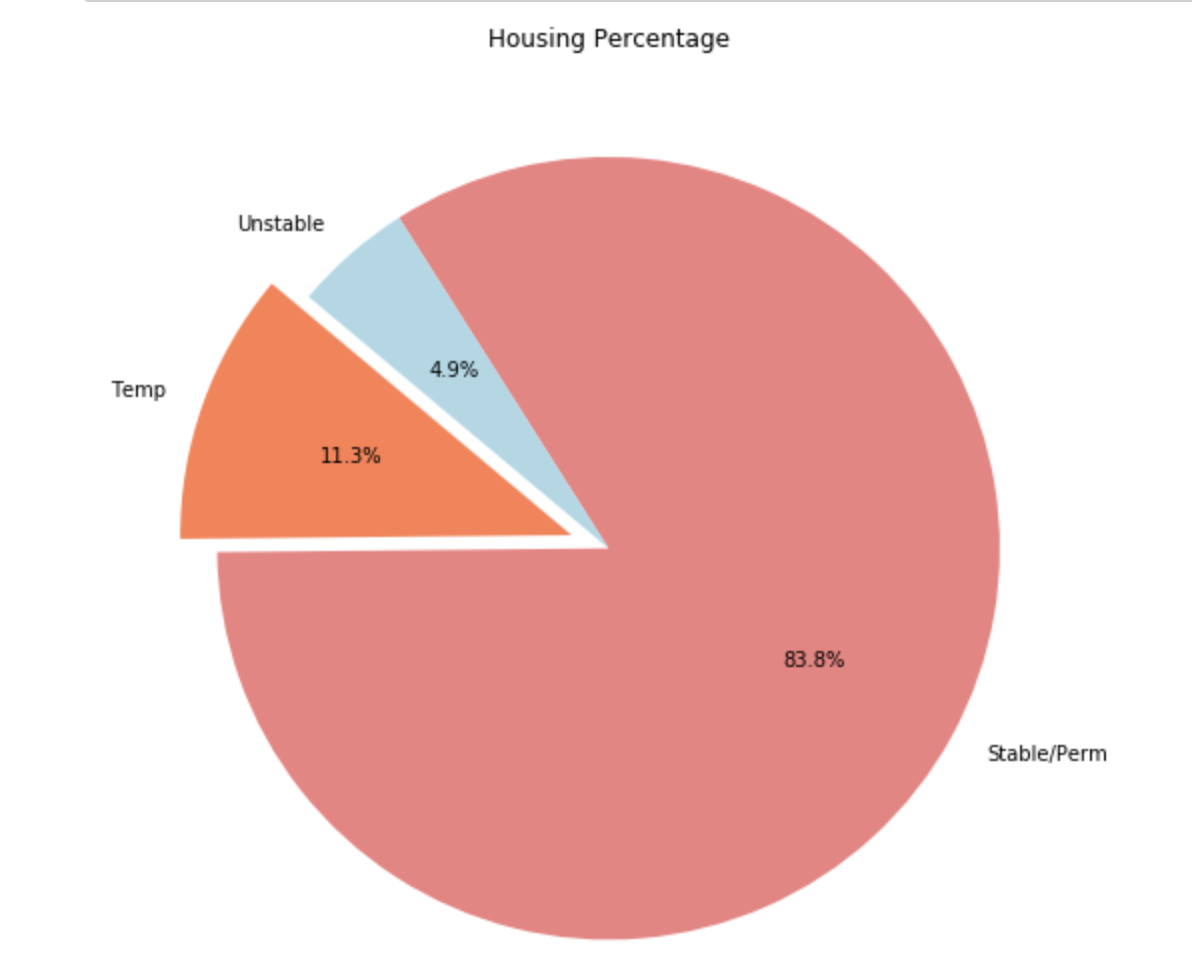 Housing Percentage
Unstable
4.9%
Temp
11.3%
83.8%
Stable/Perm